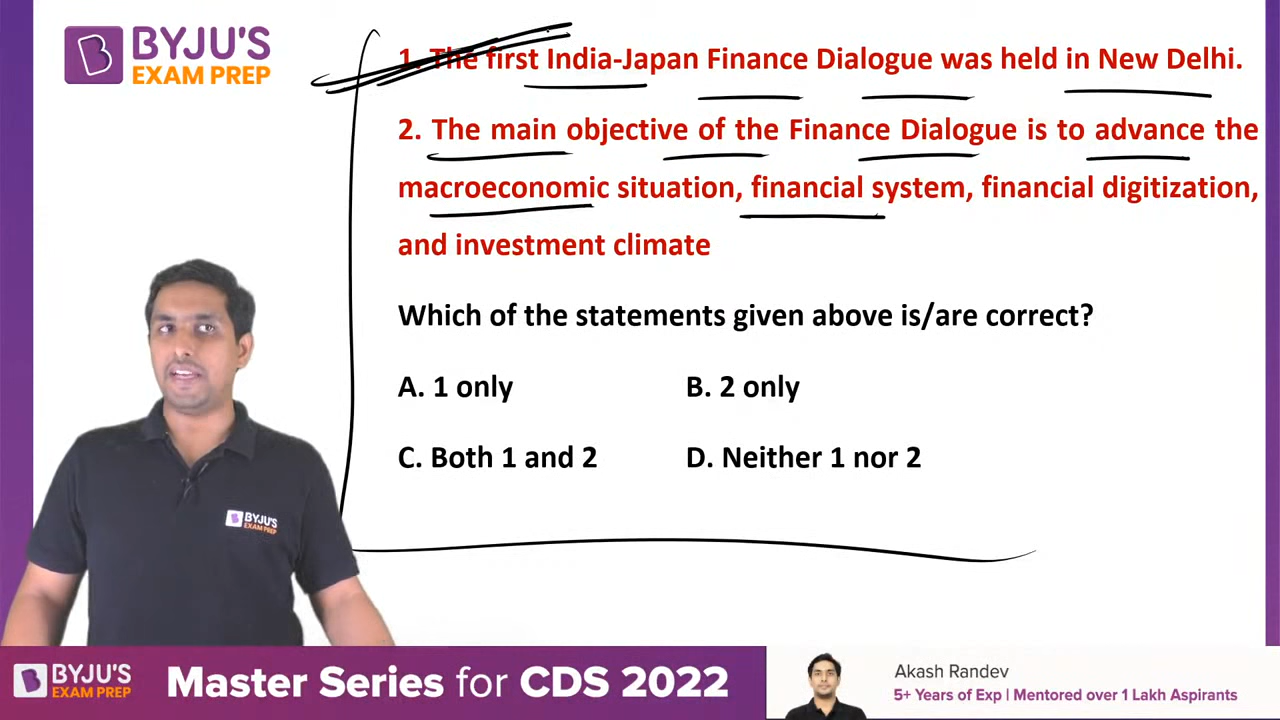 BYJU'S
EXAM PREP
1. The first India-Japan Finance Dialogue was held in New Delhi.
2. The main objective of the Finance Dialogue is to advance the
macroeconomic situation, financial system, financial digitization,
and investment climate
Which of the statements given above is/are correct?
A. 1 only B. 2 only
C. Both 1 and 2 D. Neither 1 nor 2
BYJU'S
EXAM PREP
BYJU'S
EXAM PREP
Master Series for CDS 2022
Akash Randev
5+ Years of Exp | Mentored over 1 Lakh Aspirants